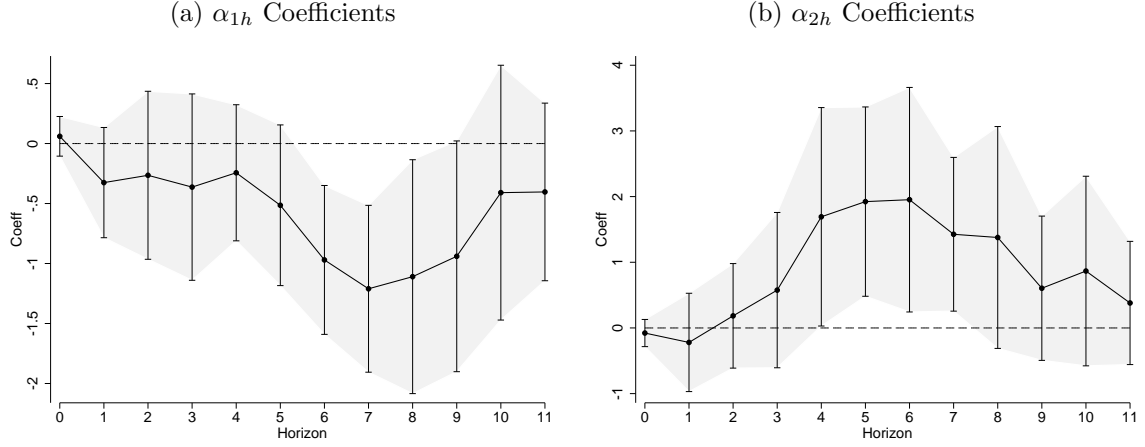 (a) α1h Coefficients
.5
0
-.5
-1
-1.5
-2
Coeff
0 1 2 3 4 5 6 7 8 9 10 11
Horizon
(b) α2h Coefficients
4
3
2
1
0
-1
Coeff
0 1 2 3 4 5 6 7 8 9 10 11
Horizon